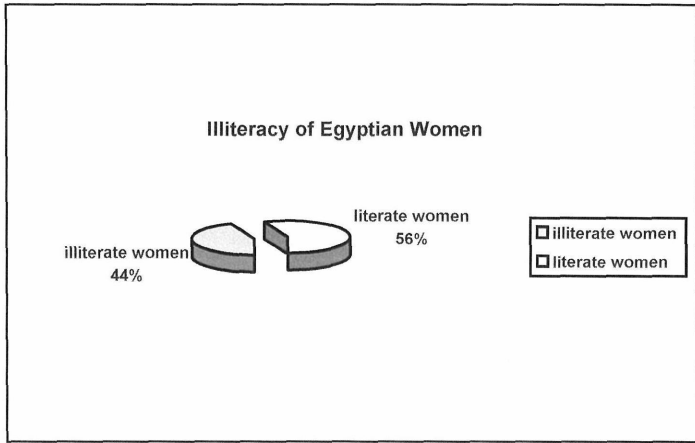 Illiteracy of Egyptian Women
literate women
56%
illiterate women
44%
illiterate women
literate women